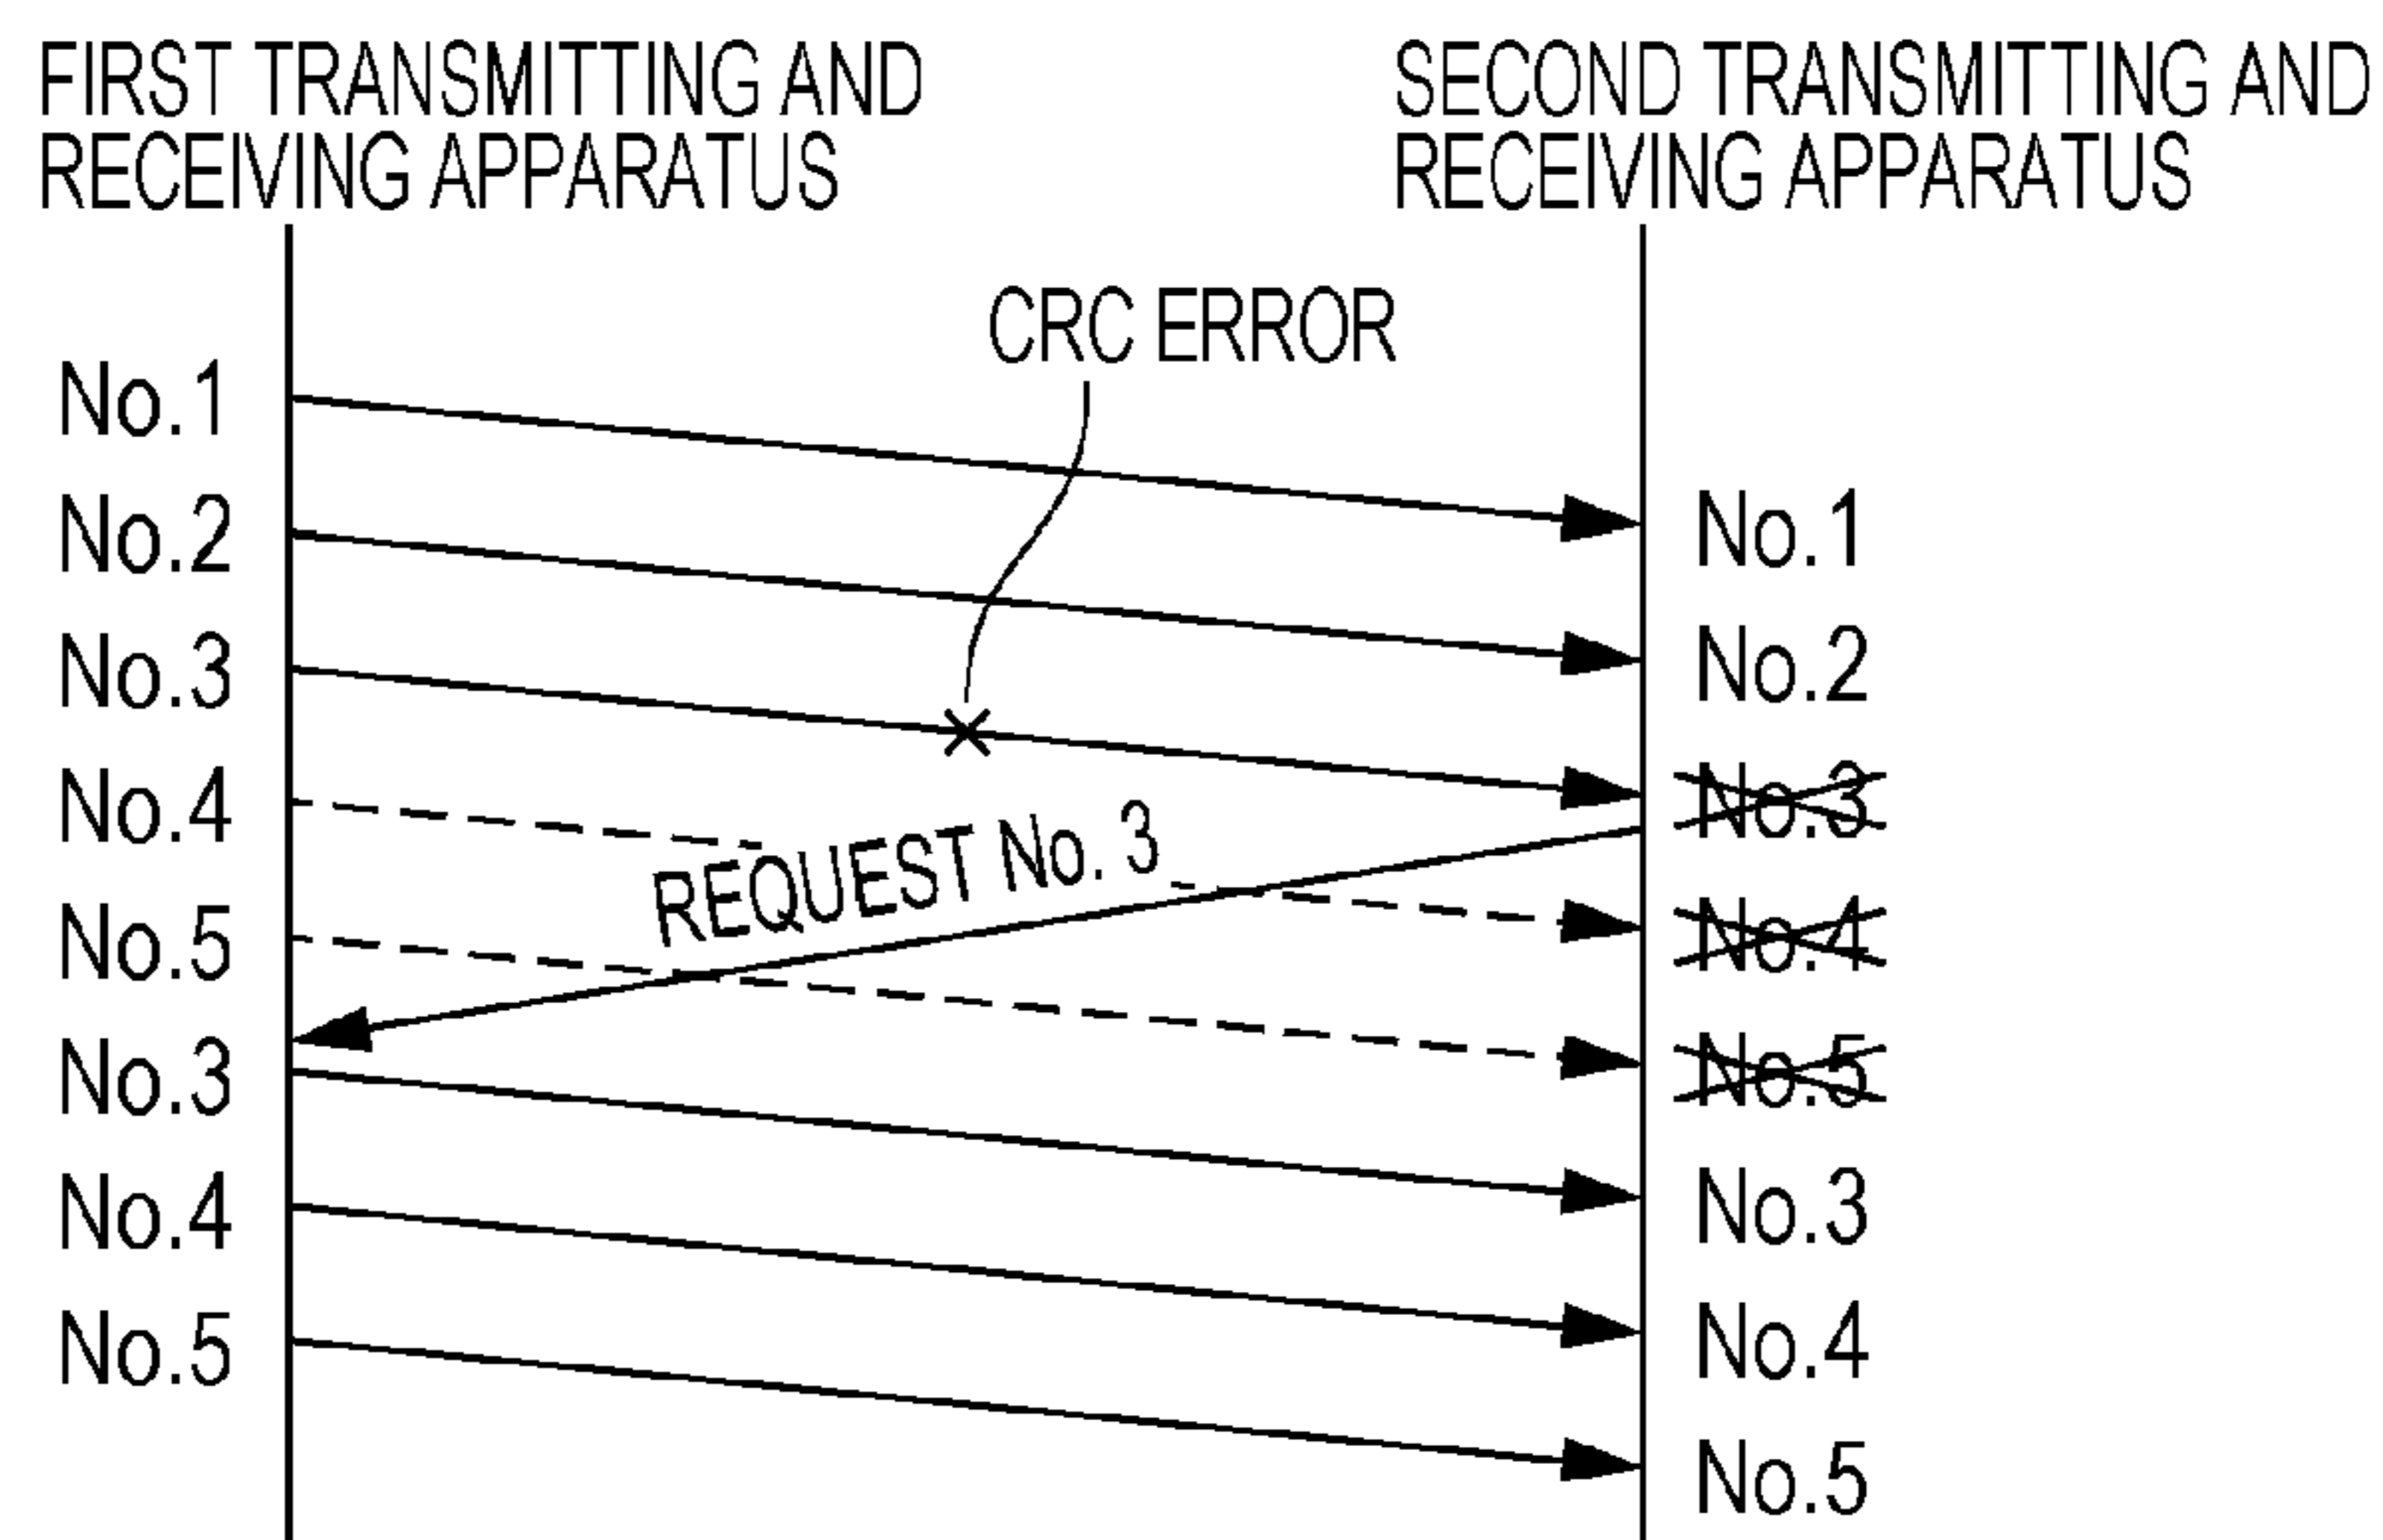 FIRST TRANSMITTING AND
RECEIVING APPARATUS
SECOND TRANSMITTING AND
RECEIVING APPARATUS
CRC ERROR
No.1
No.1
No.2
No.2
No.3
No.3
No.4
REQUEST No. 3
No.4
No.5
No.5
No.3
No.3
No.4
No.4
No.5
No.5